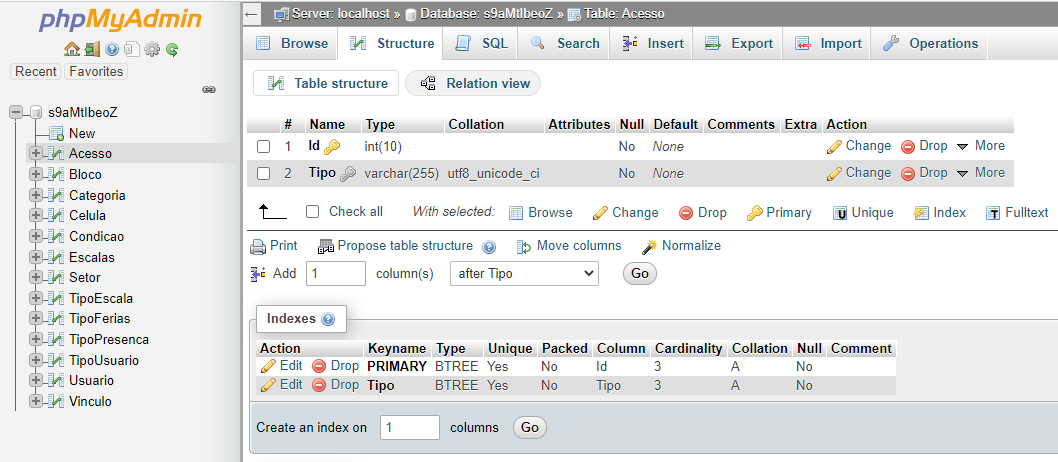 phpMyAdmin
Recent Favorites
s9aMtIbeoZ
New
Acesso
Bloco
Categoria
Celula
Condicao
Escalas
Setor
TipoEscala
TipoFerias
TipoPresenca
TipoUsuario
Usuario
Vinculo
Server: localhost » Database: s9aMtIbeoZ » Table: Acesso
Browse Structure SQL Search Insert Export Import Operations
Table structure Relation view
# Name Type Collation Attributes Null Default Comments Extra Action
1 Id int(10) No None Change Drop More
2 Tipo varchar(255) utf8_unicode_ci No None Change Drop More
Check all With selected: Browse Change Drop Primary Unique Index Fulltext
Print Propose table structure Move columns Normalize
Add 1 column(s) after Tipo Go
Indexes
Action Keyname Type Unique Packed Column Cardinality Collation Null Comment
Edit Drop PRIMARY BTREE Yes No Id 3 A No
Edit Drop Tipo BTREE Yes No Tipo 3 A No
Create an index on 1 columns Go